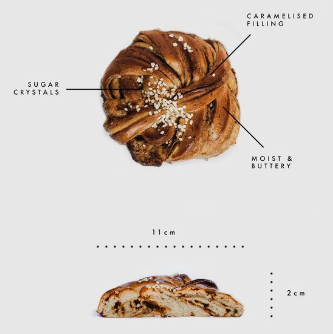 CARAMELISED
FILLING
SUGAR
CRYSTALS
MOIST &
BUTTERY
11cm
2cm